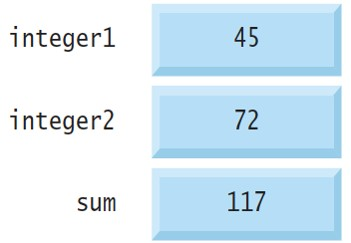 integer1 45
integer2 72
sum 117